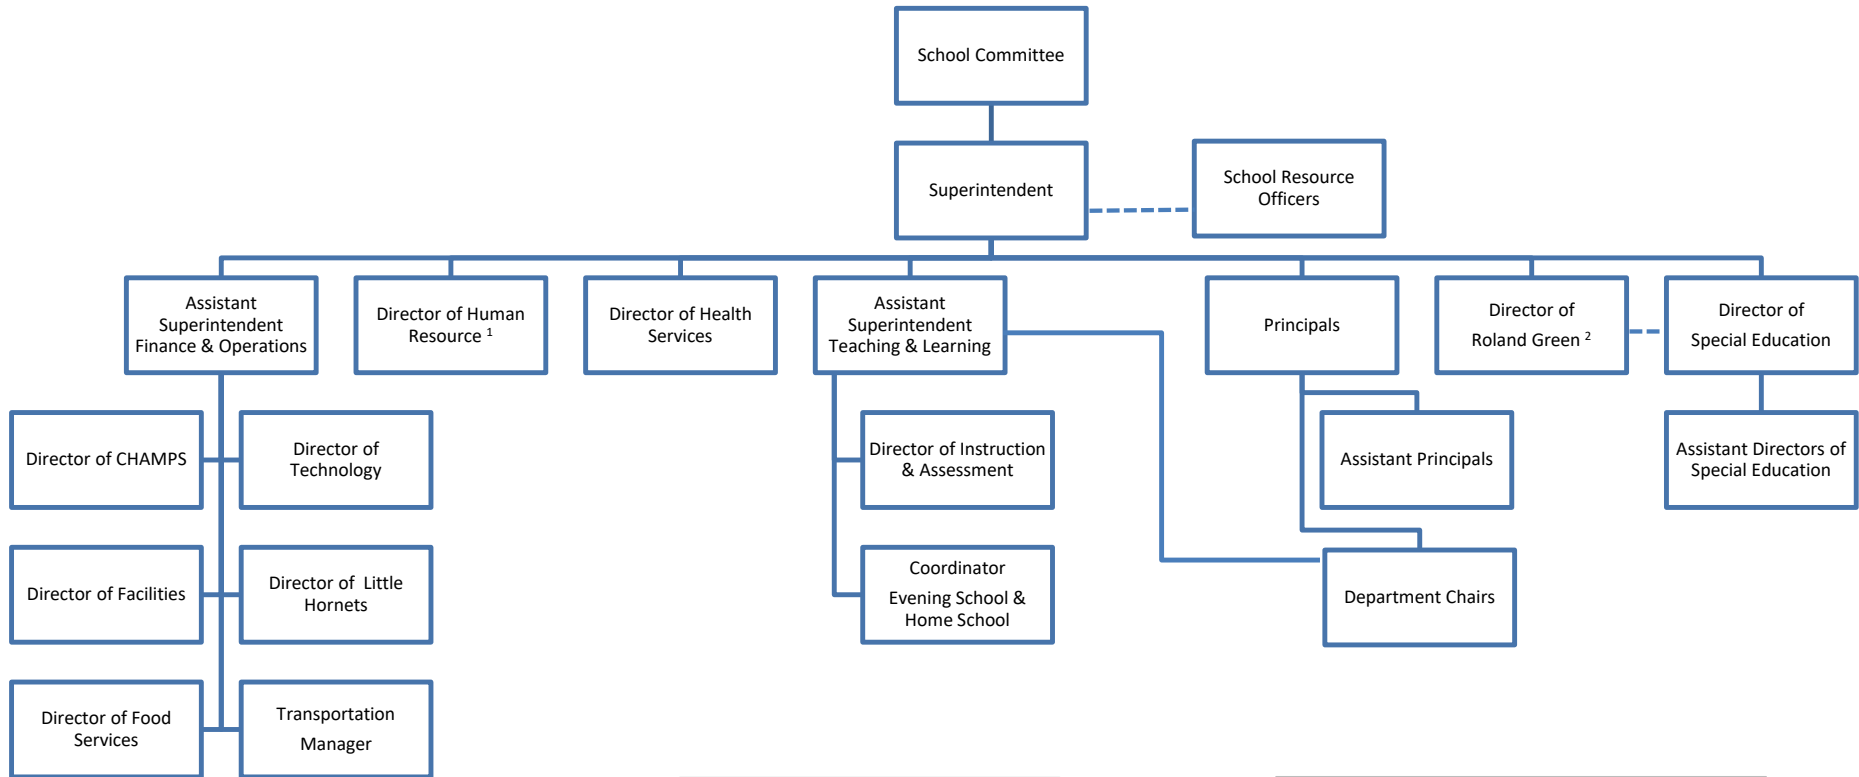 School Committee
Superintendent
School Resource
Officers
Assistant
Superintendent
Finance & Operations
Director of Human
Resource 1
Director of Health
Services
Assistant
Superintendent
Teaching & Learning
Principals
Director of
Roland Green 2
Director of
Special Education
Director of CHAMPS
Director of
Technology
Director of Instruction
& Assessment
Assistant Principals
Assistant Directors of
Special Education
Director of Facilities
Director of Little
Hornets
Coordinator
Evening School &
Home School
Department Chairs
Director of Food
Services
Transportation
Manager